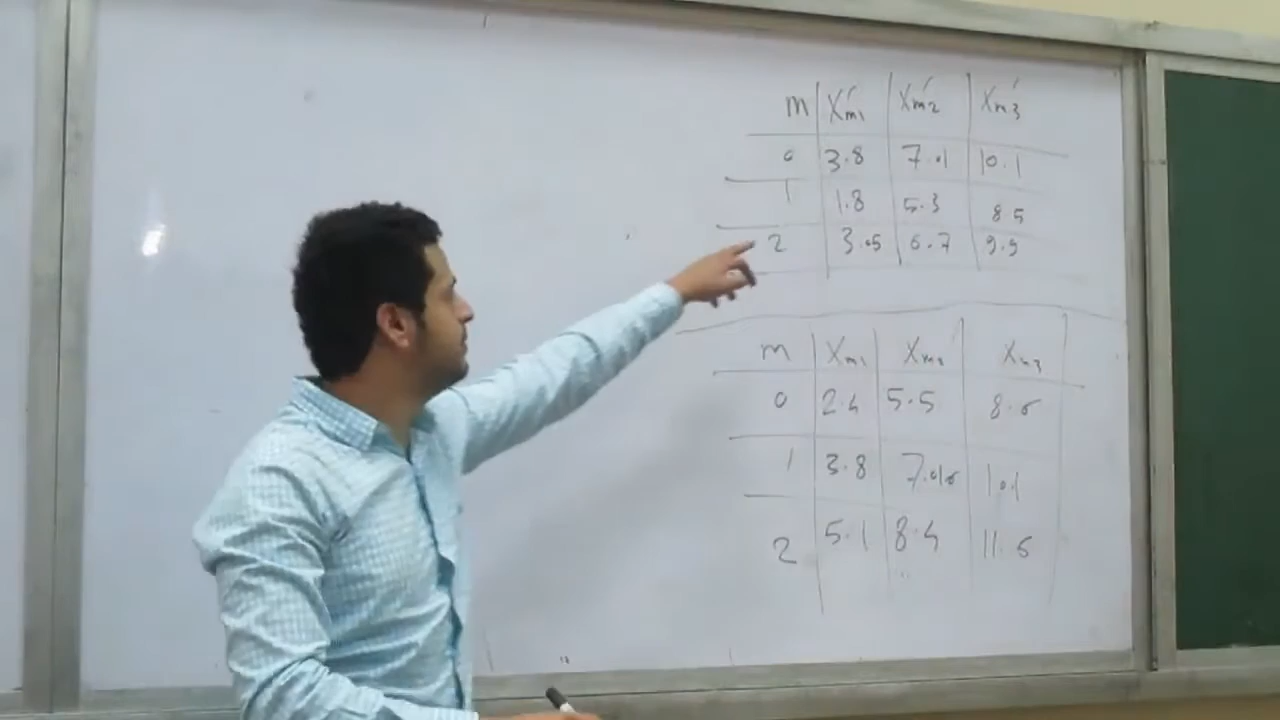 m X'm1 X'm2 X'm3
0 3.8 7.01 10.1
1 1.8 5.3 8 5
2 3.05 6.7 9.9
m Xm1 Xm2 Xm3
0 2.4 5.5 8.6
1 3.8 7.016 10.1
2 5.1 8.4 11.6